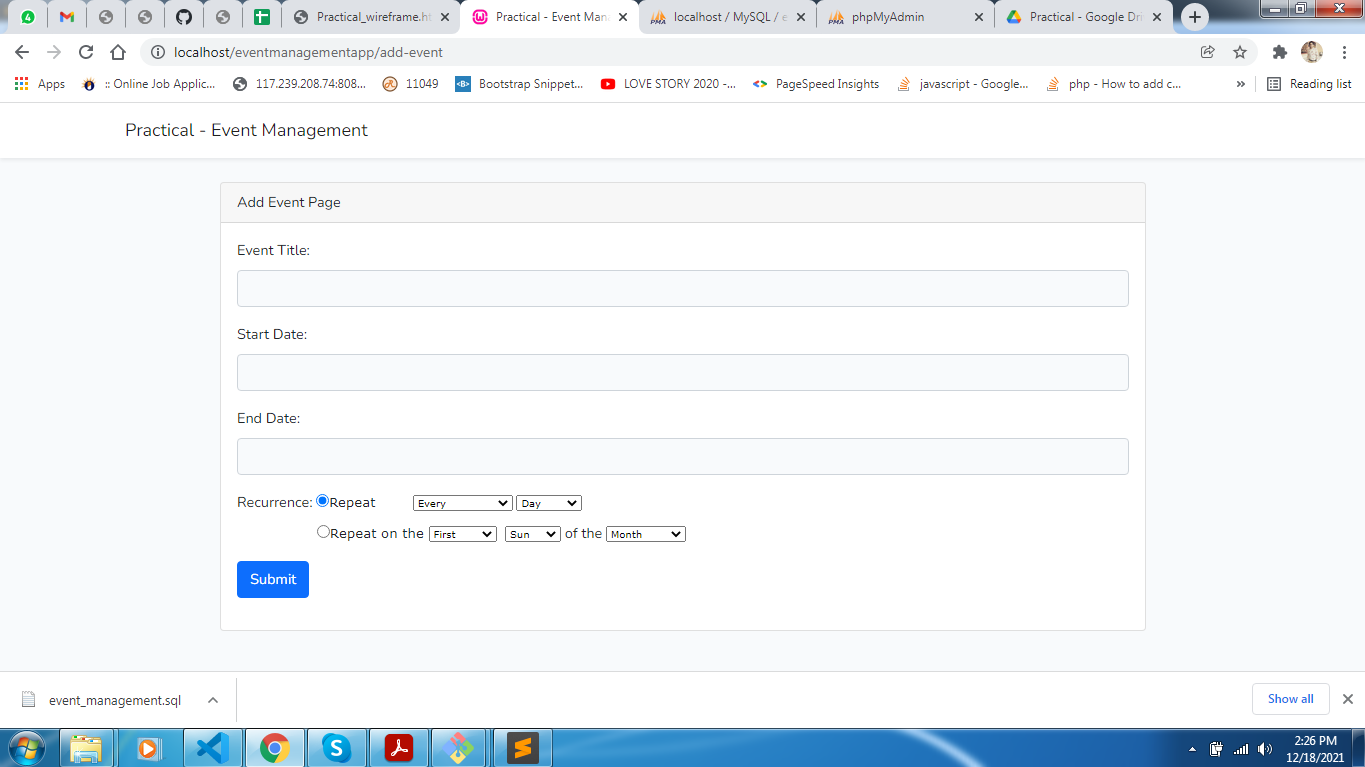 4 Practical_wireframe.ht Practical - Event Man localhost / MySQL / e phpMyAdmin Practical - Google Dri
localhost/eventmanagementapp/add-event
Apps :: Online Job Applic... 117.239.208.74:808... 11049 <B> Bootstrap Snippet... LOVE STORY 2020 -... PageSpeed Insights javascript - Google... php - How to add c... » Reading list
Practical - Event Management
Add Event Page
Event Title:
Start Date:
End Date:
Recurrence: Repeat Every Day
Repeat on the First Sun of the Month
Submit
event_management.sql Show all
2:26 PM
12/18/2021